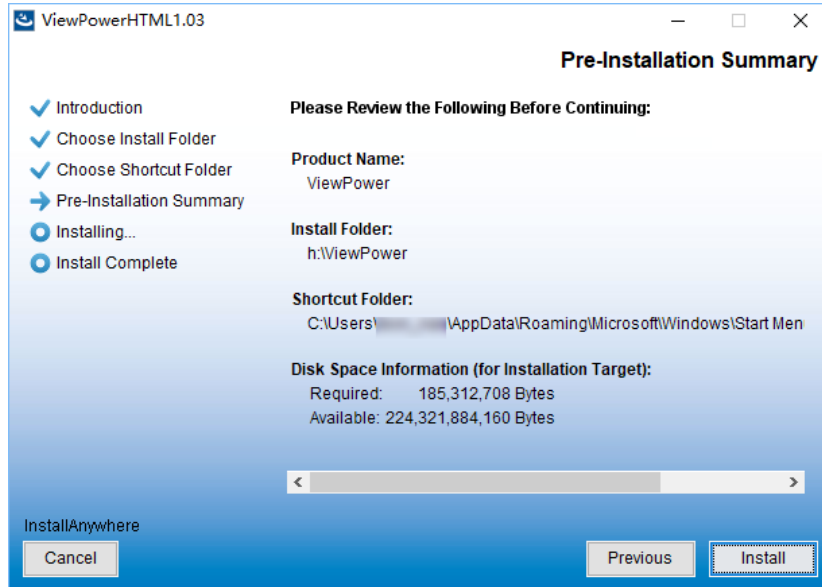 ViewPowerHTML1.03
Pre-Installation Summary
Introduction
Choose Install Folder
Choose Shortcut Folder
Pre-Installation Summary
Installing...
Install Complete
Please Review the Following Before Continuing:
Product Name:
ViewPower
Install Folder:
h:\ViewPower
Shortcut Folder:
C:\Users\ \AppData\Roaming\Microsoft\Windows\Start Men
Disk Space Information (for Installation Target):
Required: 185,312,708 Bytes
Available: 224,321,884,160 Bytes
InstallAnywhere
Cancel
Previous
Install